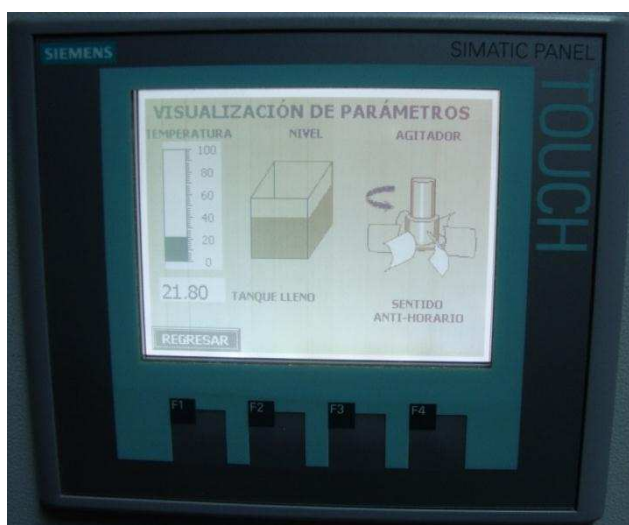 SIEMENS
SIMATIC PANEL
TOUCH
VISUALIZACIÓN DE PARÁMETROS
TEMPERATURA NIVEL AGITADOR
100
80
60
40
20
0
21.80
TANQUE LLENO
SENTIDO
ANTI-HORARIO
REGRESAR
F1 F2 F3 F4